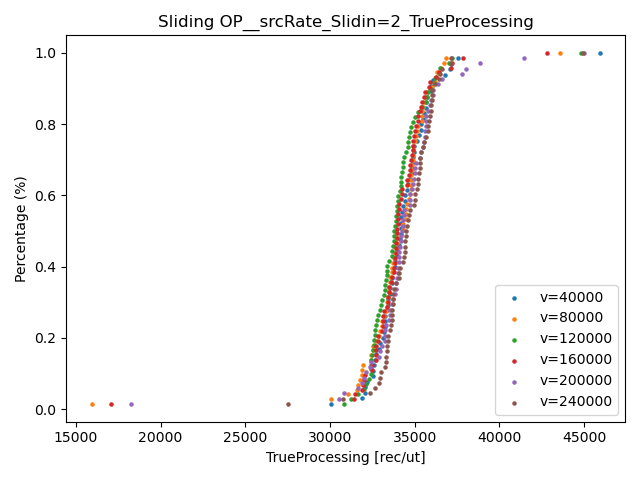 Sliding OP__srcRate_Slidin=2_TrueProcessing
Percentage (%)
1.0
0.8
0.6
0.4
0.2
0.0
v=40000
v=80000
v=120000
v=160000
v=200000
v=240000
15000 20000 25000 30000 35000 40000 45000
TrueProcessing [rec/ut]